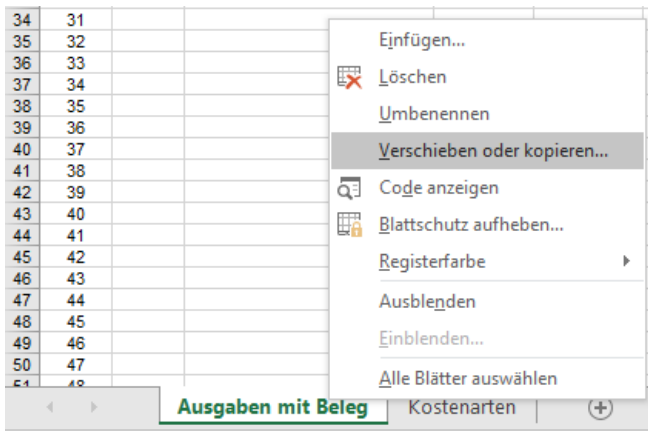 34 31
35 32
36 33
37 34
38 35
39 36
40 37
41 38
42 39
43 40
44 41
45 42
46 43
47 44
48 45
49 46
50 47
51 48
Einfügen...
Löschen
Umbenennen
Verschieben oder kopieren...
Code anzeigen
Blattschutz aufheben...
Registerfarbe
Ausblenden
Einblenden...
Alle Blätter auswählen
Ausgaben mit Beleg Kostenarten